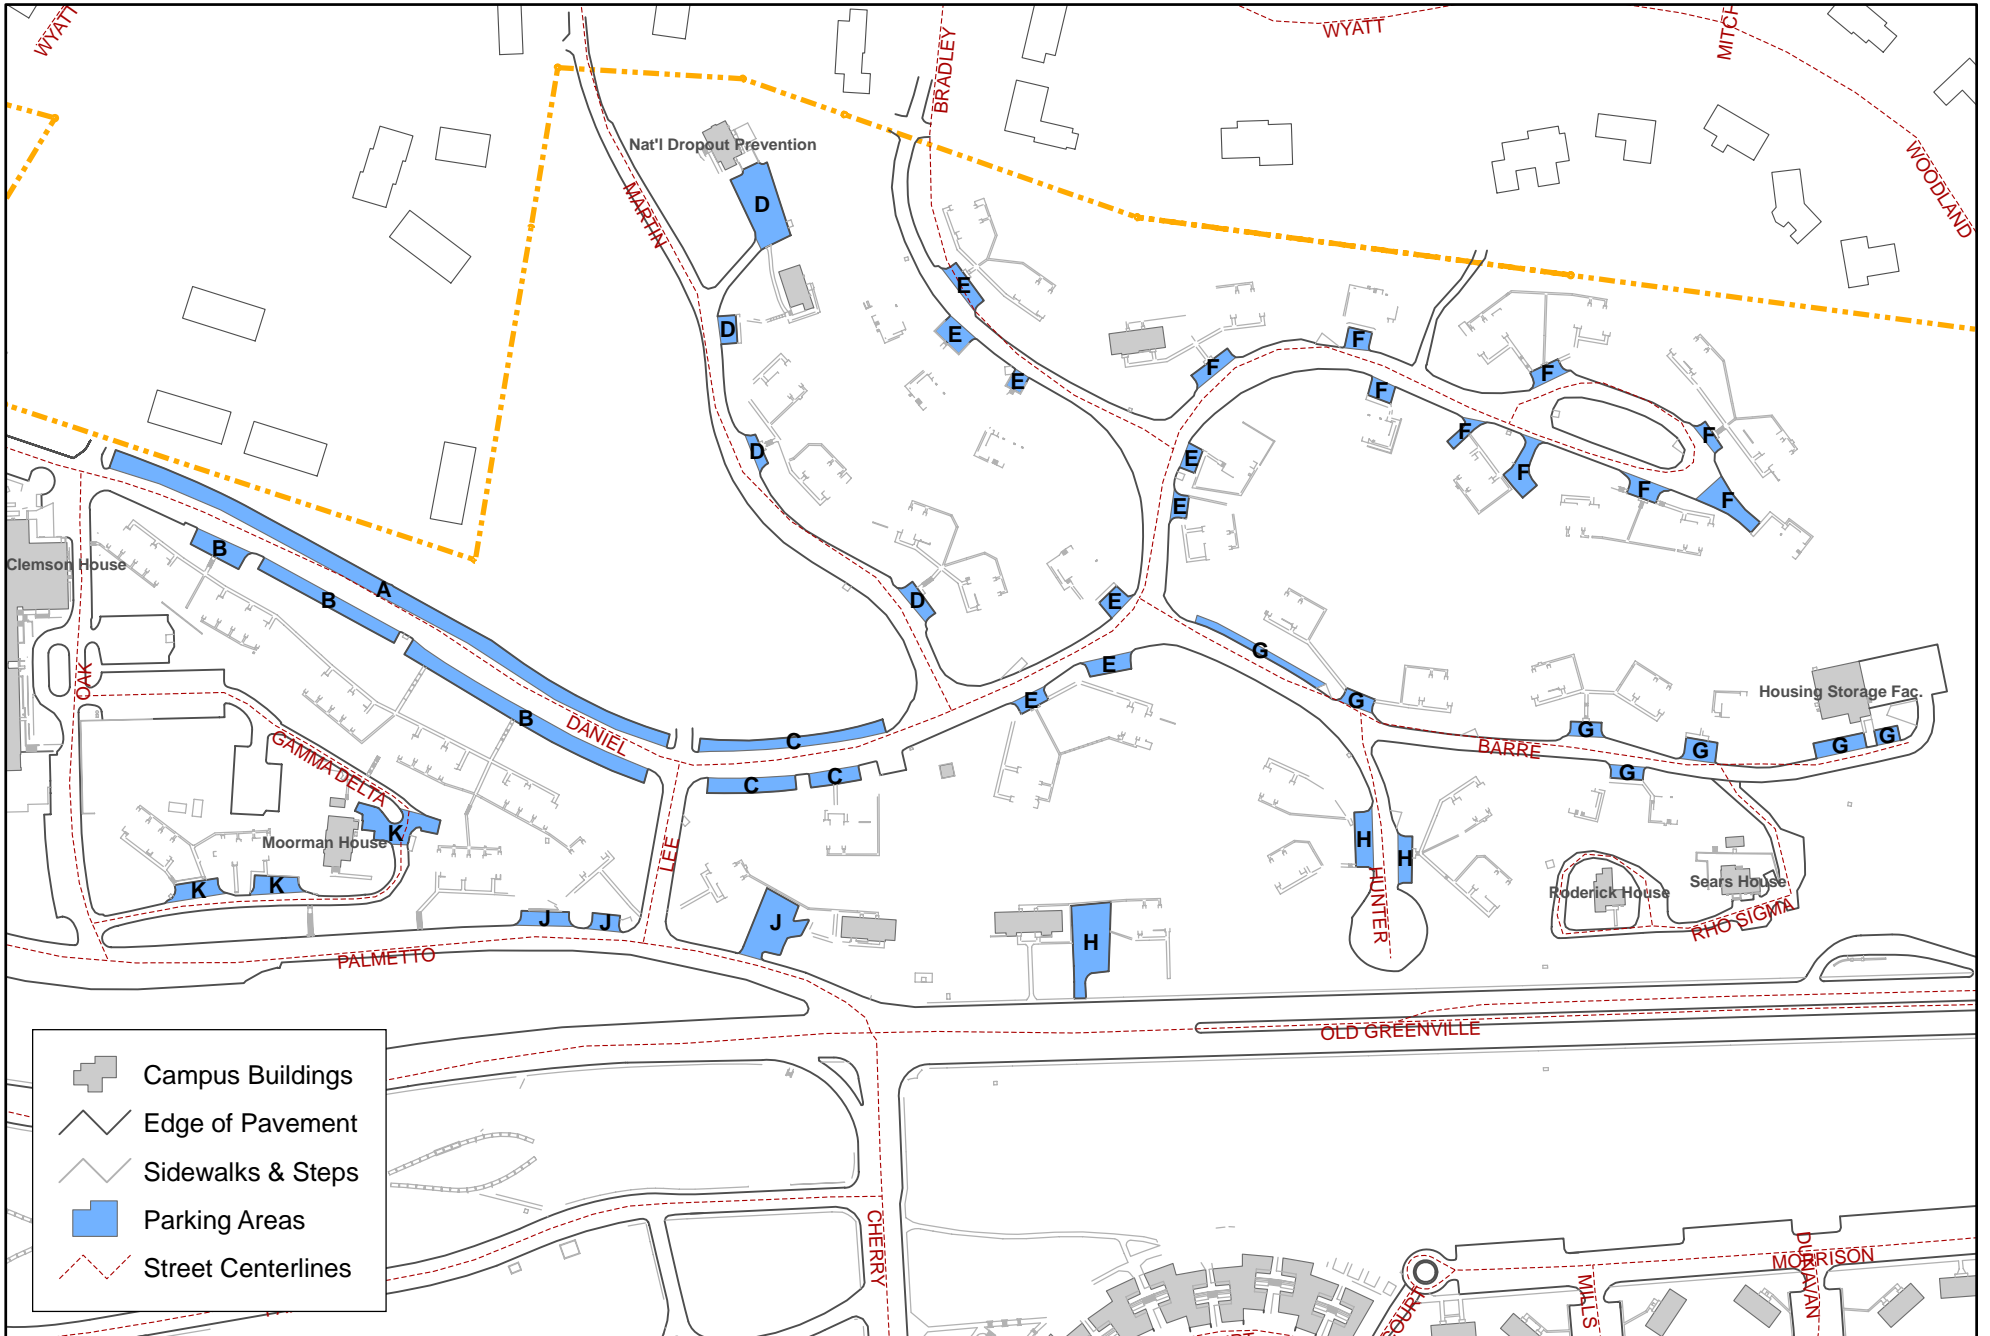 WYATT
BRADLEY
WYATT
MITCH
WOODLAND
Nat'l Dropout Prevention
MARTIN
D
D
D
D
E
E
E
E
E
E
E
E
F
F
F
F
F
F
F
F
F
Clemson House
A
B
B
B
OAK
DANIEL
C
C
C
G
G
G
G
G
G
G
Housing Storage Fac.
BARRE
GAMMA DELTA
Moorman House
K
K
K
LEE
J
J
J
H
H
H
HUNTER
Roderick House
Sears House
RHO SIGMA
PALMETTO
OLD GREENVILLE
Campus Buildings
Edge of Pavement
Sidewalks & Steps
Parking Areas
Street Centerlines
CHERRY
COURT
MILLS
DUNAVAN
MORRISON